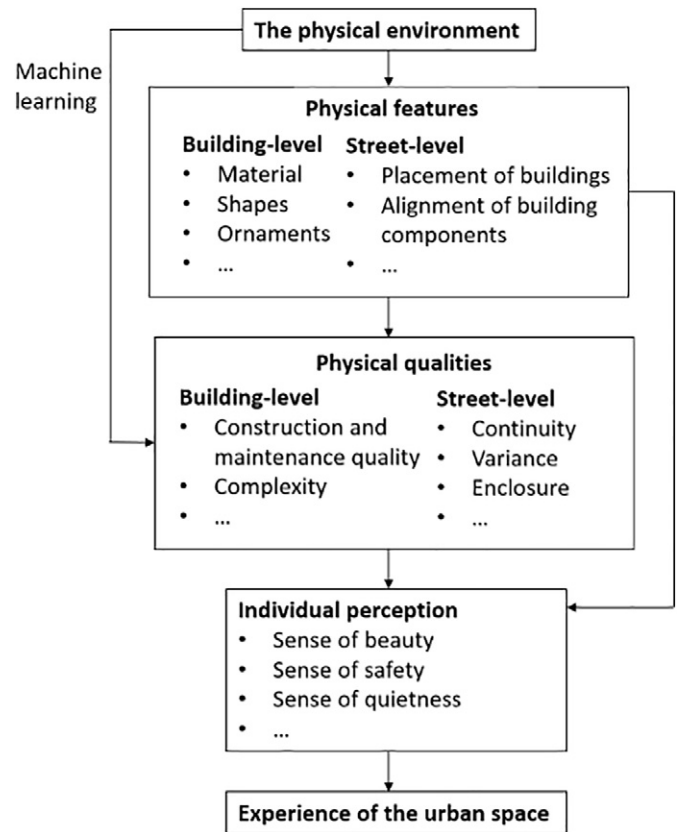 The physical environment
Machine
learning
Physical features
Building-level
• Material
• Shapes
• Ornaments
• ...
Street-level
• Placement of buildings
• Alignment of building
components
• ...
Physical qualities
Building-level
• Construction and
maintenance quality
• Complexity
• ...
Street-level
• Continuity
• Variance
• Enclosure
• ...
Individual perception
• Sense of beauty
• Sense of safety
• Sense of quietness
• ...
Experience of the urban space